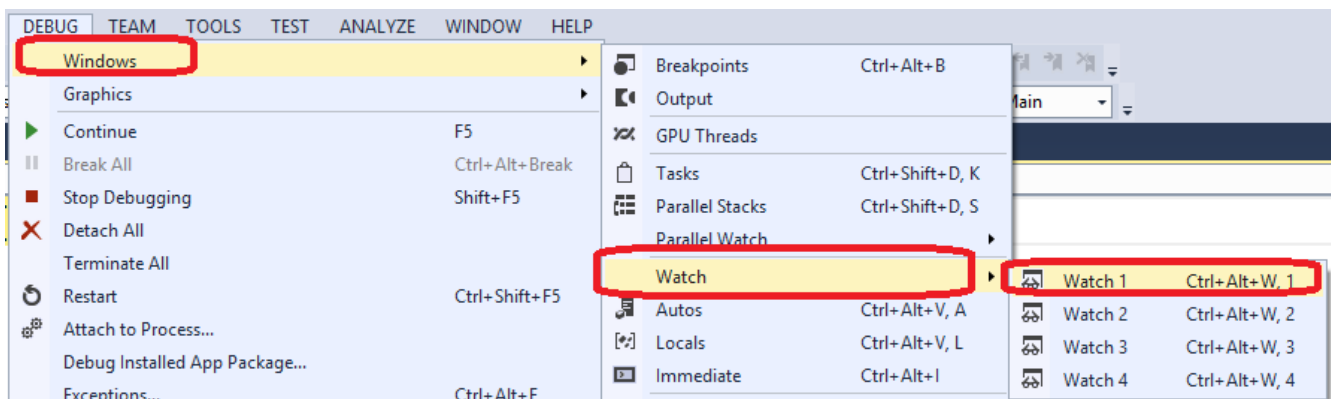 DEBUG TEAM TOOLS TEST ANALYZE WINDOW HELP
Windows
Graphics
Continue F5
Break All Ctrl+Alt+Break
Stop Debugging Shift+F5
Detach All
Terminate All
Restart Ctrl+Shift+F5
Attach to Process...
Debug Installed App Package...
Exceptions... Ctrl+Alt+E
Breakpoints Ctrl+Alt+B
Output
GPU Threads
Tasks Ctrl+Shift+D, K
Parallel Stacks Ctrl+Shift+D, S
Parallel Watch
Watch
Autos Ctrl+Alt+V, A
Locals Ctrl+Alt+V, L
Immediate Ctrl+Alt+I
Main
Watch 1 Ctrl+Alt+W, 1
Watch 2 Ctrl+Alt+W, 2
Watch 3 Ctrl+Alt+W, 3
Watch 4 Ctrl+Alt+W, 4